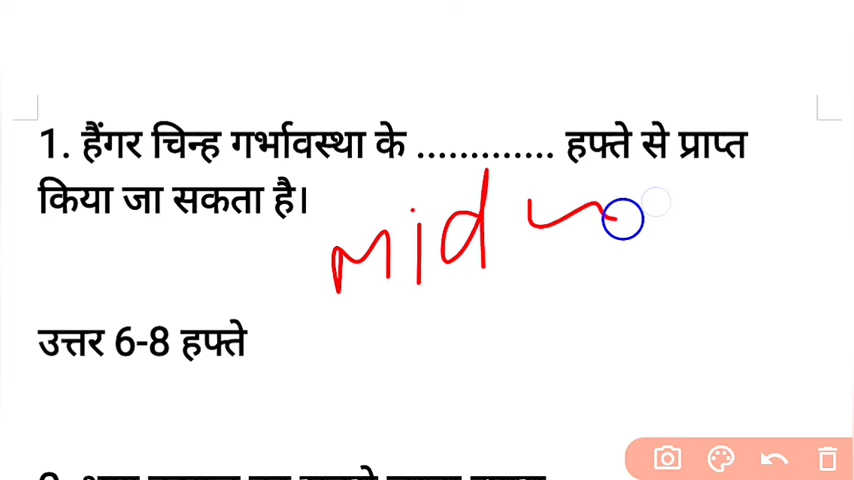 1. हैंगर चिन्ह गर्भावस्था के ............. हफ्ते से प्राप्त
किया जा सकता है।
mid
उत्तर 6-8 हफ्ते